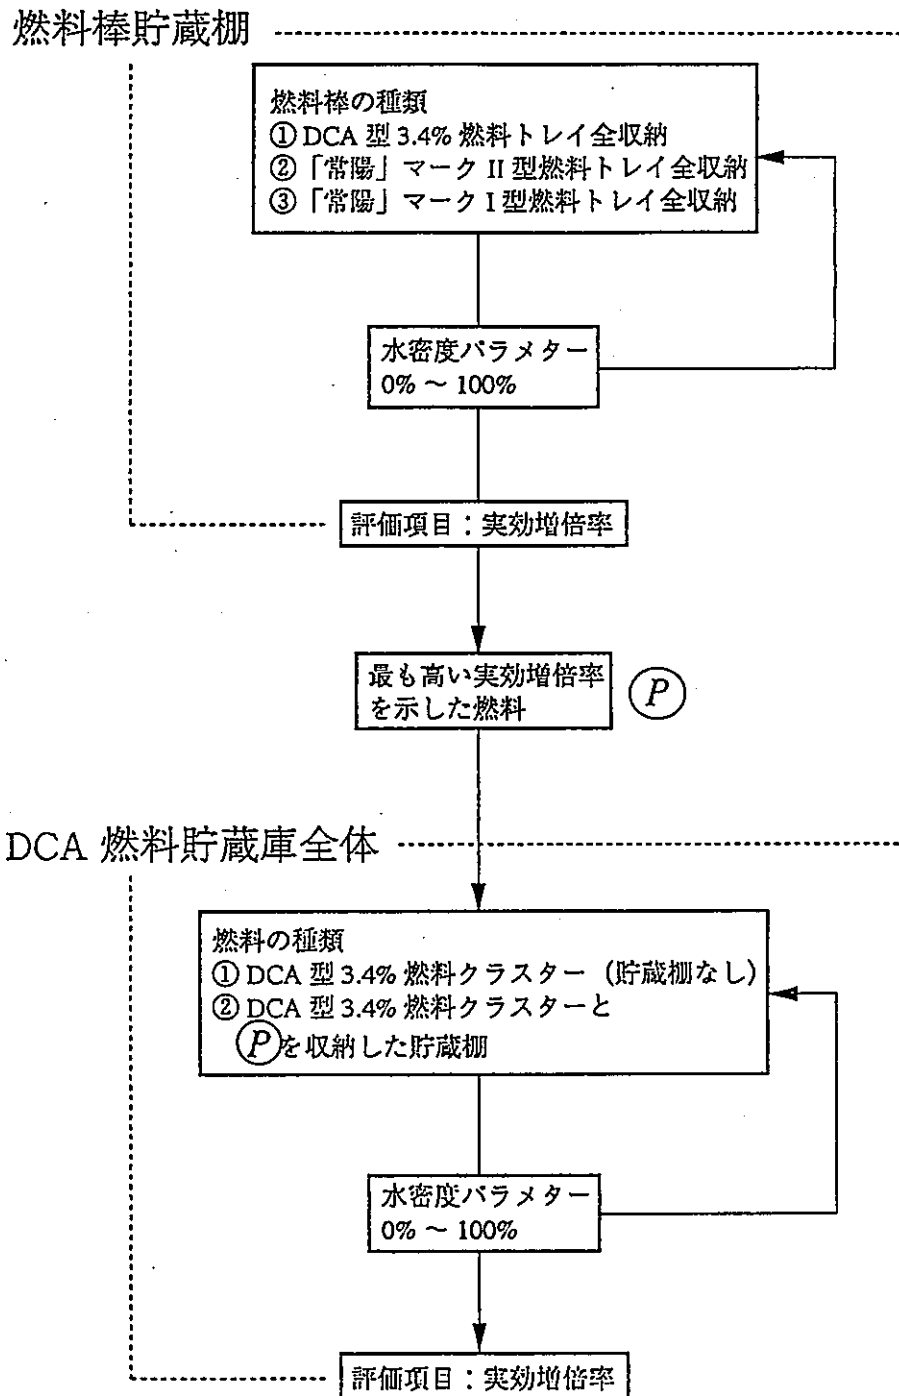 燃料棒貯蔵棚
燃料棒の種類
① DCA 型 3.4% 燃料トレイ全収納
② 「常陽」マーク II 型燃料トレイ全収納
③ 「常陽」マーク I 型燃料トレイ全収納
水密度パラメター
0% ~ 100%
評価項目：実効増倍率
最も高い実効増倍率
を示した燃料
P
DCA 燃料貯蔵庫全体
燃料の種類
① DCA 型 3.4% 燃料クラスター（貯蔵棚なし）
② DCA 型 3.4% 燃料クラスターと
Pを収納した貯蔵棚
水密度パラメター
0% ~ 100%
評価項目：実効増倍率